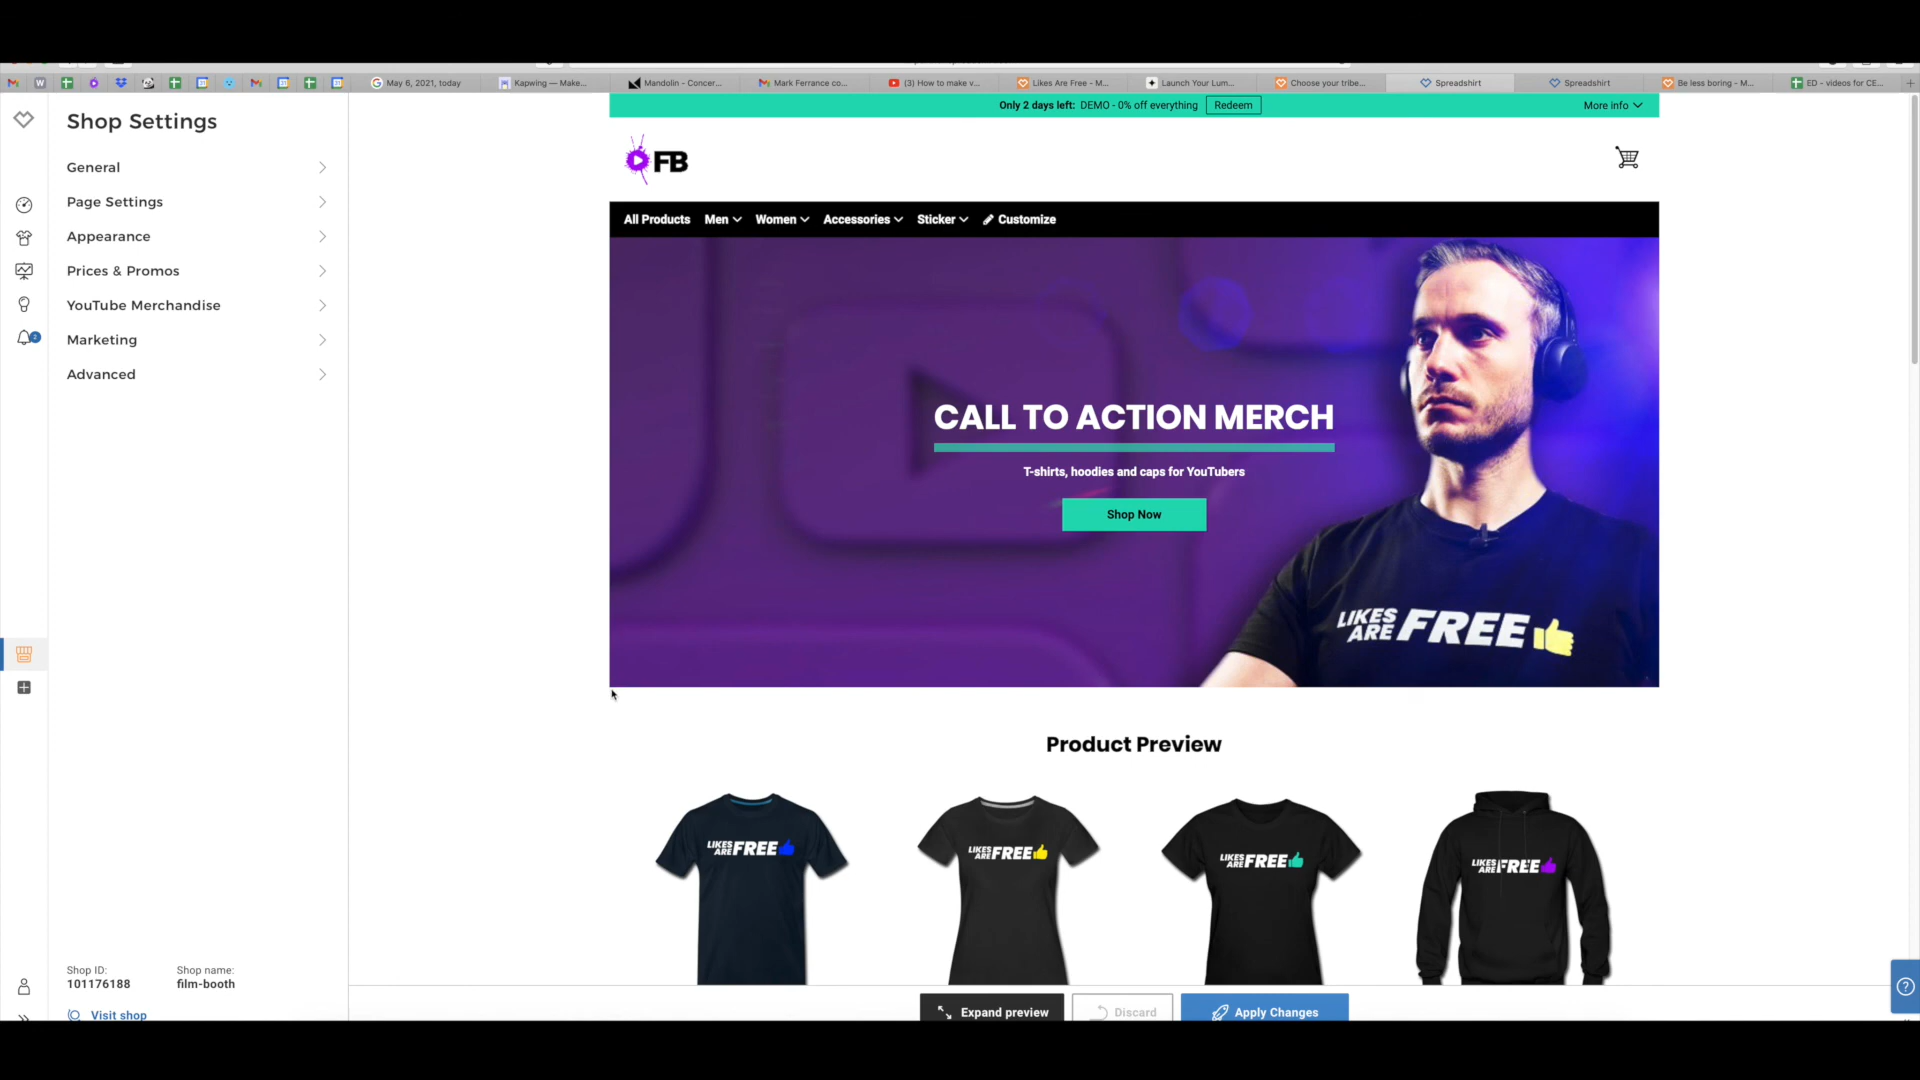 May 6, 2021, today
Kapwing — Make...
Mandolin - Concer...
Mark Ferrance co...
(3) How to make v...
Likes Are Free - M...
Launch Your Lum...
Choose your tribe...
Spreadshirt
Spreadshirt
Be less boring - M...
ED - videos for CE...
Shop Settings
General
Page Settings
Appearance
Prices & Promos
YouTube Merchandise
Marketing
Advanced
2
Shop ID:
101176188
Shop name:
film-booth
Visit shop
Only 2 days left: DEMO - 0% off everything Redeem
More info
FB
All Products Men Women Accessories Sticker Customize
CALL TO ACTION MERCH
T-shirts, hoodies and caps for YouTubers
Shop Now
LIKES
ARE FREE
Product Preview
LIKES
ARE FREE
LIKES
ARE FREE
LIKES
ARE FREE
LIKES
ARE FREE
Expand preview Discard Apply Changes